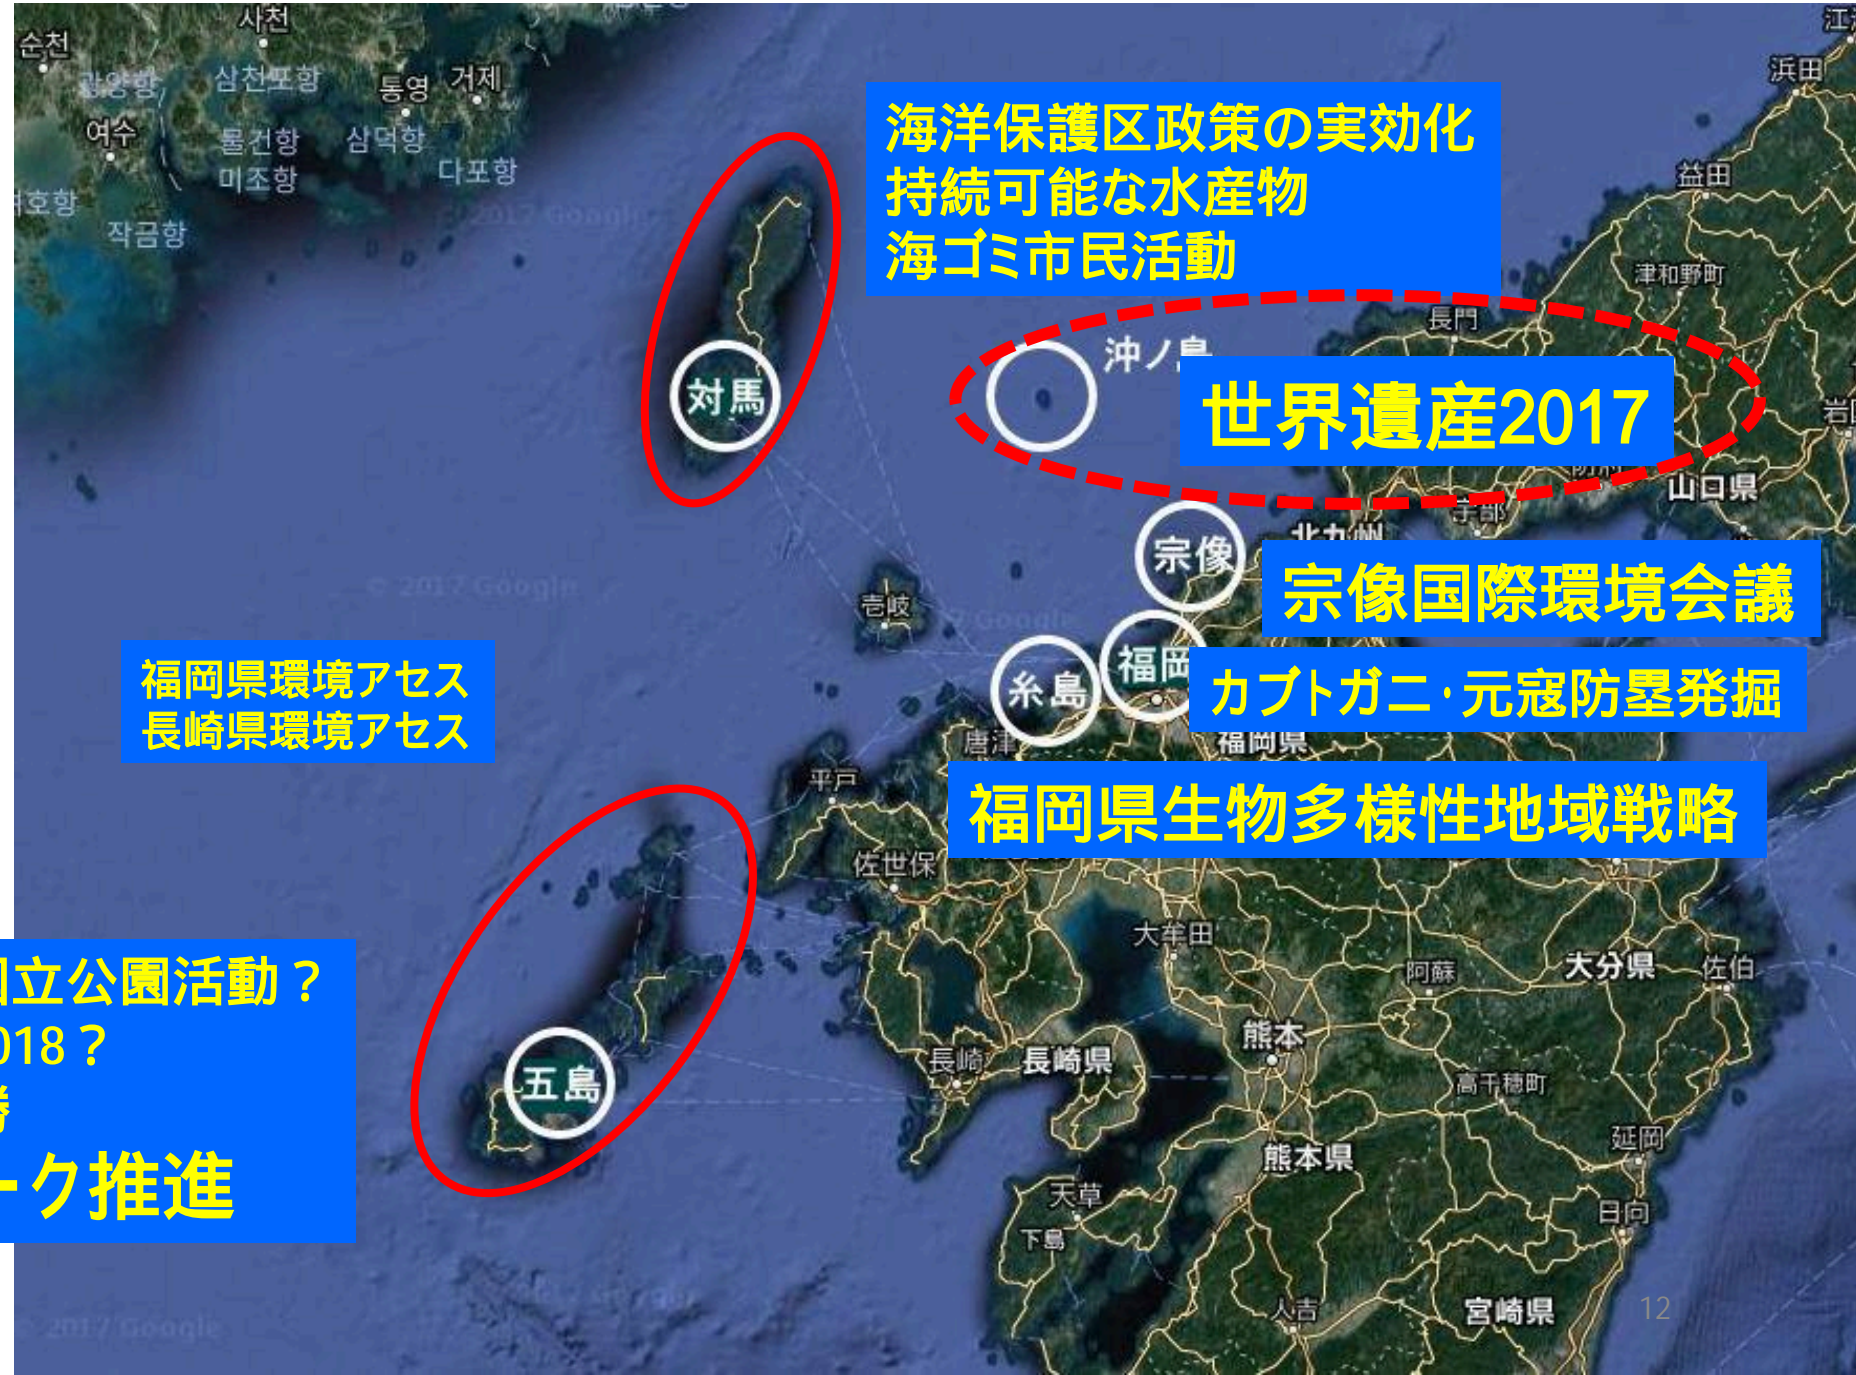 순천
사천
광양항
삼천포항
통영
거제
여수
물건항
미조항
삼덕항
다포항
작금항
浜田
益田
津和野町
長門
海洋保護区政策の実効化
持続可能な水産物
海ゴミ市民活動
© 2017 Google
対馬
沖ノ島
世界遺産2017
山口県
宇部
宗像
北九州
宗像国際環境会議
© 2017 Google
壱岐
福岡
糸島
カブトガニ・元寇防塁発掘
福岡県環境アセス
長崎県環境アセス
唐津
福岡県
平戸
福岡県生物多様性地域戦略
佐世保
大牟田
阿蘇
大分県
佐伯
国立公園活動？
018？
ーク推進
五島
長崎
長崎県
熊本
高千穂町
熊本県
延岡
天草
下島
日向
人吉
宮崎県
12
© 2017 Google